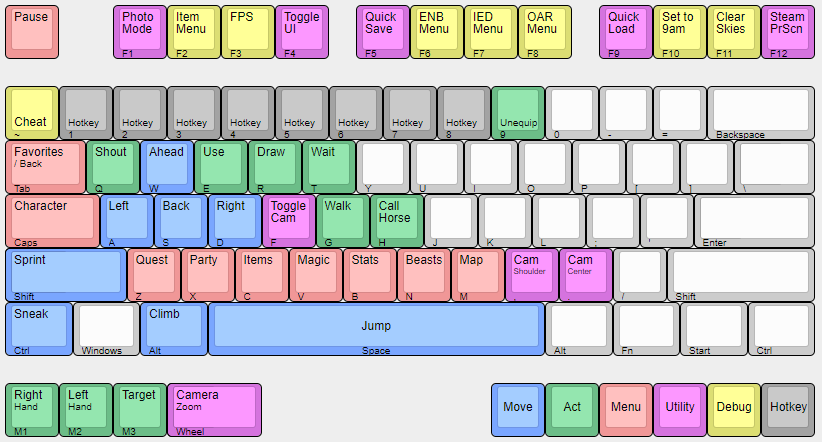 Pause Photo Item FPS Toggle Quick ENB IED OAR Quick Set to Clear Steam
Mode Menu UI Save Menu Menu Menu Load 9am Skies PrScn
F1 F2 F3 F4 F5 F6 F7 F8 F9 F10 F11 F12
Cheat Hotkey Hotkey Hotkey Hotkey Hotkey Hotkey Hotkey Hotkey Unequip
~ 1 2 3 4 5 6 7 8 9 0 - = Backspace
Favorites Shout Ahead Use Draw Wait
/ Back
Tab Q W E R T Y U I O P [ ] \
Character Left Back Right Toggle Walk Call
Cam Horse
Caps A S D F G H J K L ; ' Enter
Sprint Quest Party Items Magic Stats Beasts Map Cam Cam
Shoulder Center
Shift Z X C V B N M , . / Shift
Sneak Climb Jump
Ctrl Windows Alt Space Alt Fn Start Ctrl
Right Left Target Camera
Hand Hand Zoom
M1 M2 M3 Wheel
Move Act Menu Utility Debug Hotkey